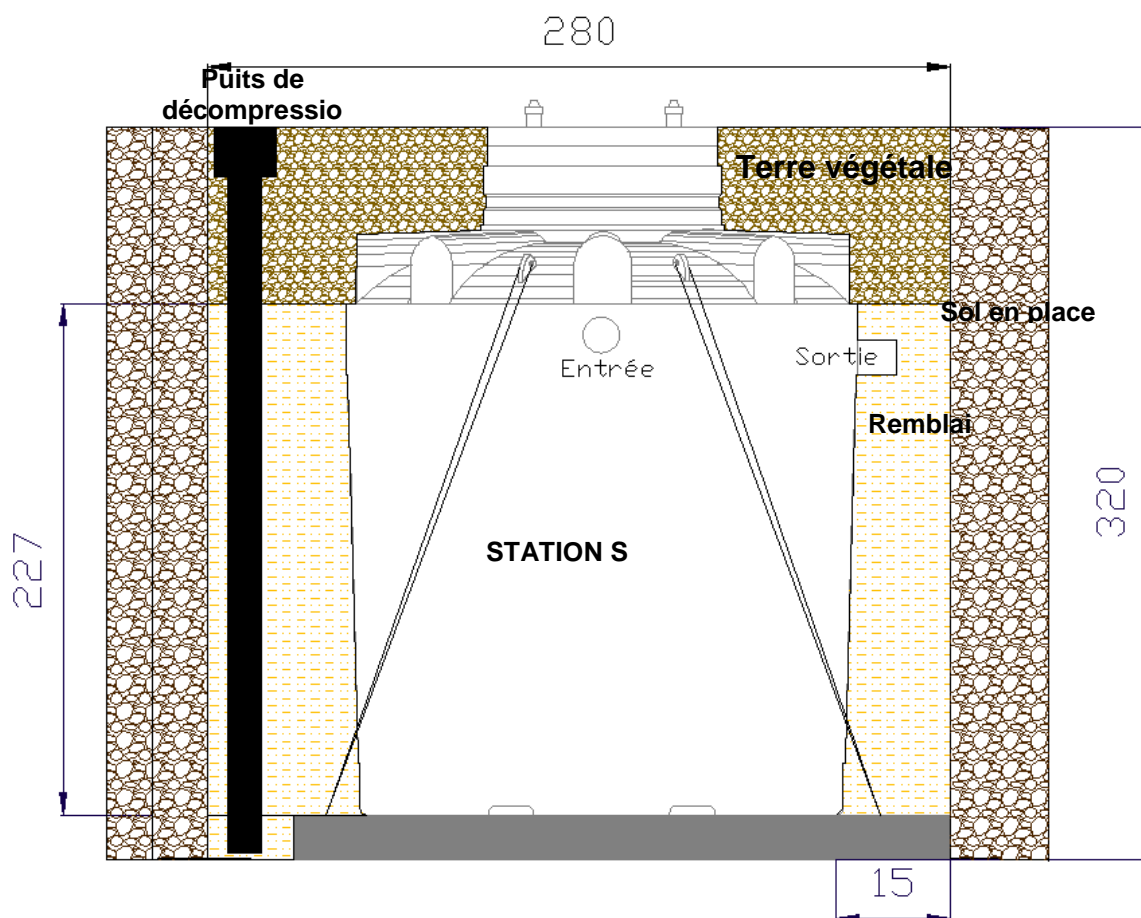 280
Puits de
décompressio
Terre végétale
Sol en place
Entrée
Sortie
Remblai
320
227
STATION S
15